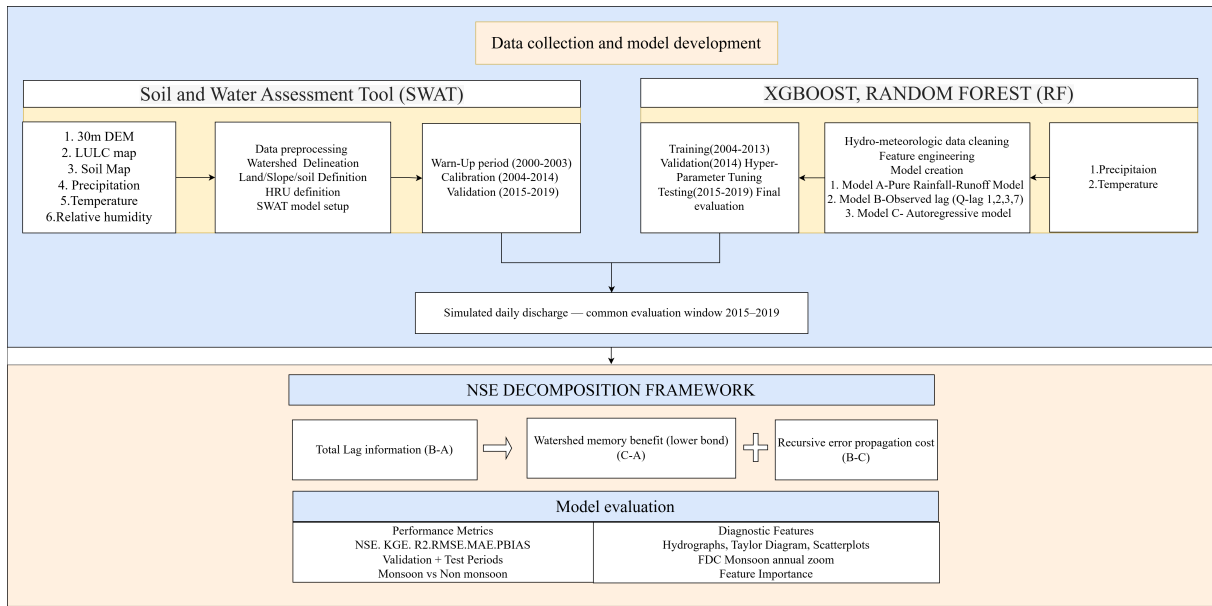 Data collection and model development
Soil and Water Assessment Tool (SWAT)
1. 30m DEM
2. LULC map
3. Soil Map
4. Precipitation
5.Temperature
6.Relative humidity
Data preprocessing
Watershed Delineation
Land/Slope/soil Definition
HRU definition
SWAT model setup
Warn-Up period (2000-2003)
Calibration (2004-2014)
Validation (2015-2019)
XGBOOST, RANDOM FOREST (RF)
Training(2004-2013)
Validation(2014) Hyper-
Parameter Tuning
Testing(2015-2019) Final
evaluation
Hydro-meteorologic data cleaning
Feature engineering
Model creation
1. Model A-Pure Rainfall-Runoff Model
2. Model B-Observed lag (Q-lag 1,2,3,7)
3. Model C- Autoregressive model
1.Precipitaion
2.Temperature
Simulated daily discharge — common evaluation window 2015–2019
NSE DECOMPOSITION FRAMEWORK
Total Lag information (B-A)
Watershed memory benefit (lower bond)
(C-A)
Recursive error propagation cost
(B-C)
Model evaluation
Performance Metrics
NSE. KGE. R2.RMSE.MAE.PBIAS
Validation + Test Periods
Monsoon vs Non monsoon
Diagnostic Features
Hydrographs, Taylor Diagram, Scatterplots
FDC Monsoon annual zoom
Feature Importance